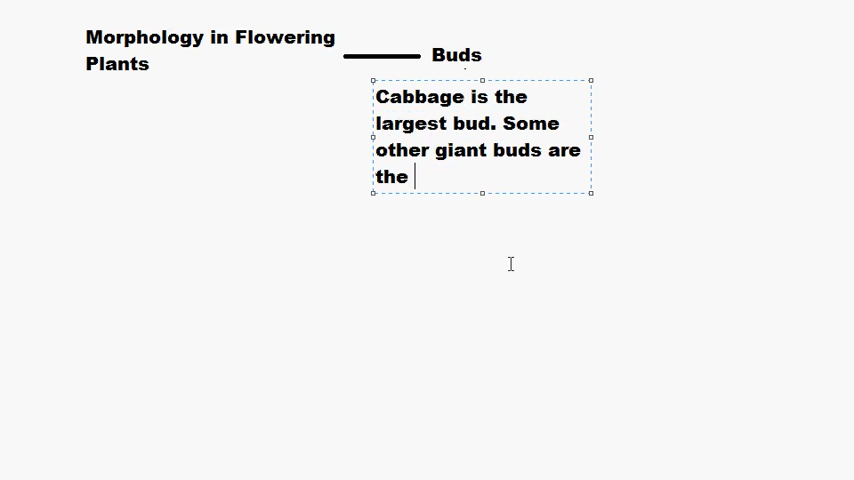 Morphology in Flowering
Plants
Buds
Cabbage is the
largest bud. Some
other giant buds are
the